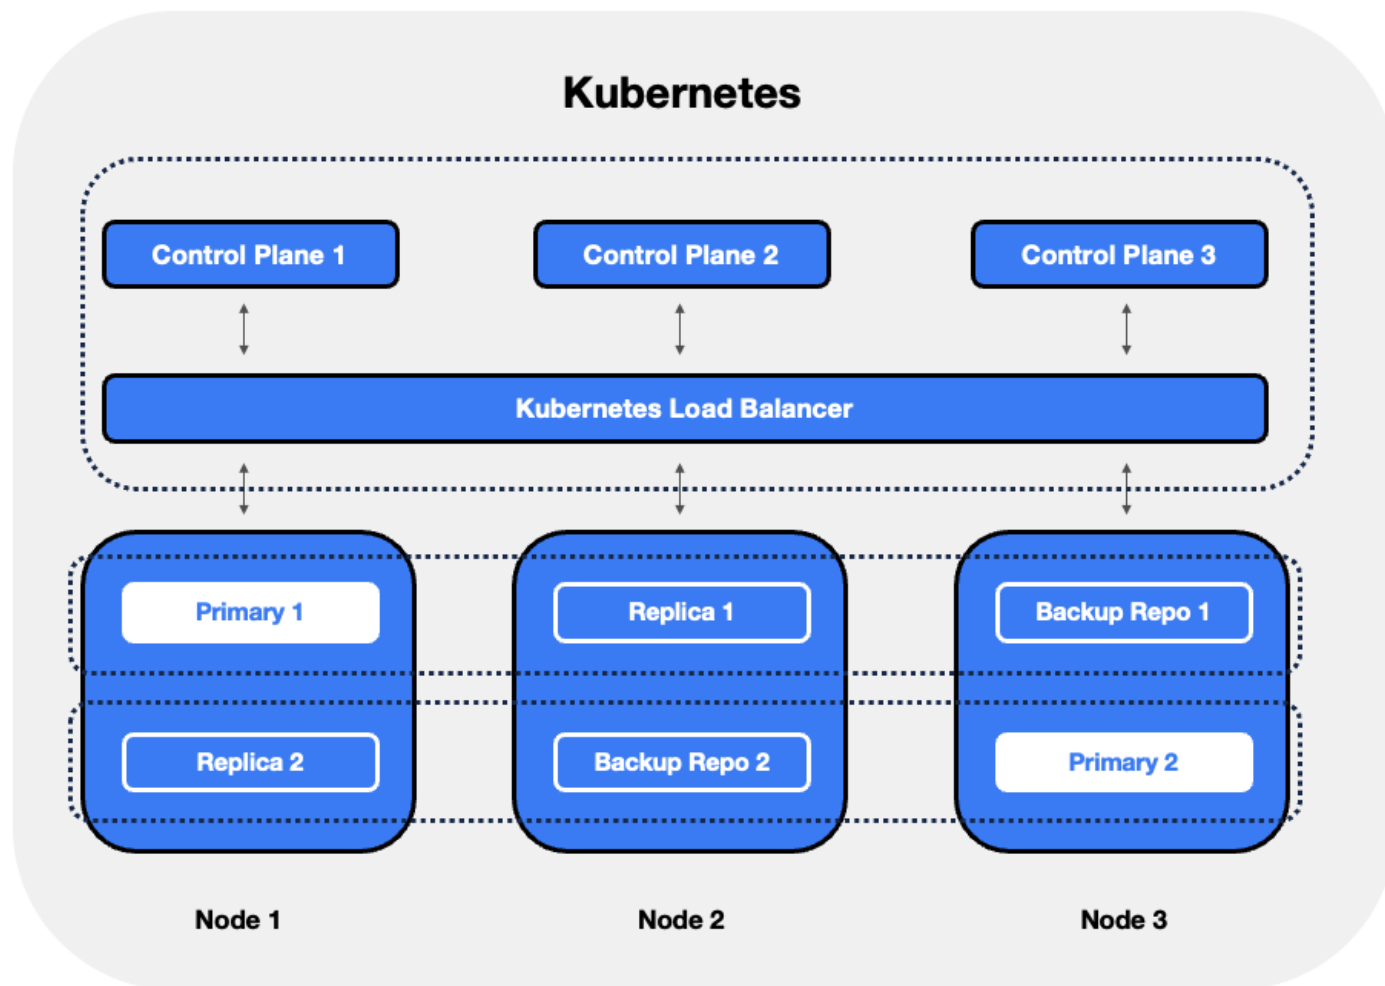 Kubernetes
Control Plane 1
Control Plane 2
Control Plane 3
Kubernetes Load Balancer
Primary 1
Replica 1
Backup Repo 1
Replica 2
Backup Repo 2
Primary 2
Node 1
Node 2
Node 3